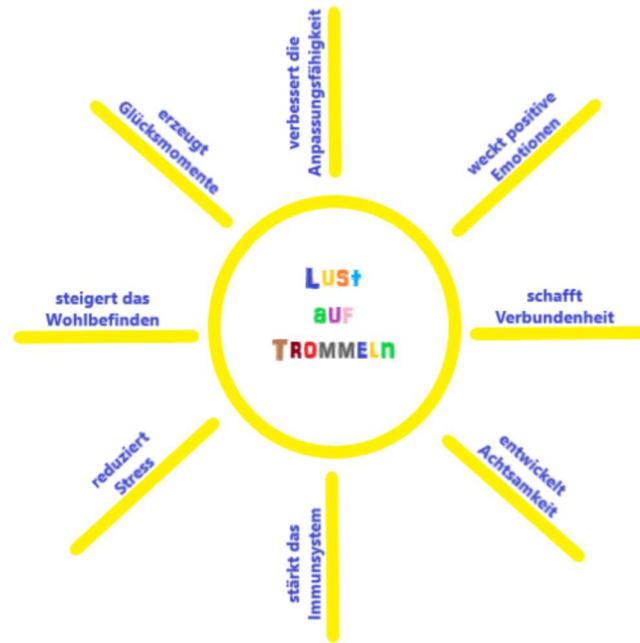 verbessert die
Anpassungsfähigkeit
weckt positive
Emotionen
schafft
Verbundenheit
entwickelt
Achtsamkeit
stärkt das
Immunsystem
reduziert
Stress
steigert das
Wohlbefinden
erzeugt
Glücksmomente
Lust
auf
Trommeln